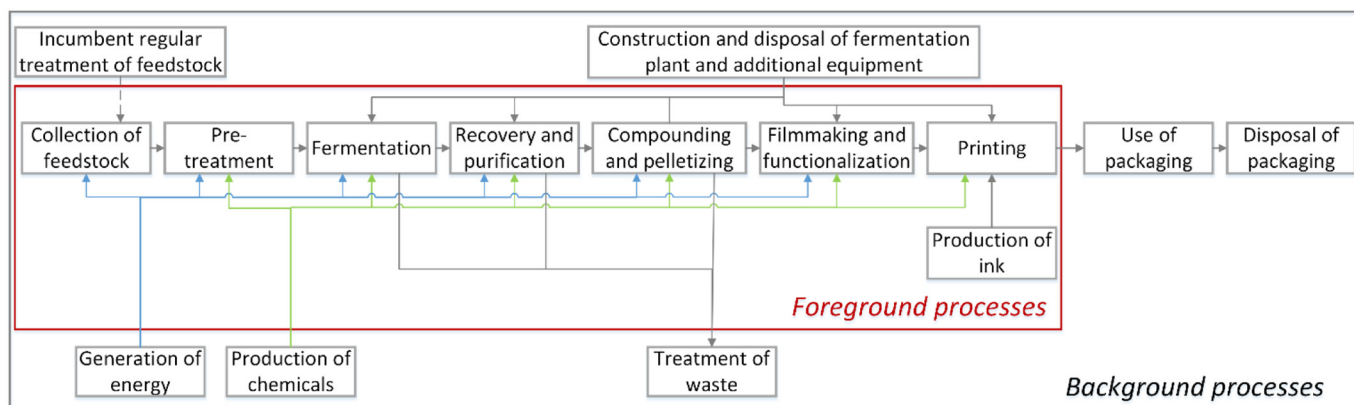 Incumbent regular
treatment of feedstock
Construction and disposal of fermentation
plant and additional equipment
Collection of
feedstock
Pre-
treatment
Fermentation
Recovery and
purification
Compounding
and pelletizing
Filmmaking and
functionalization
Printing
Use of
packaging
Disposal of
packaging
Production of
ink
Foreground processes
Generation of
energy
Production of
chemicals
Treatment of
waste
Background processes